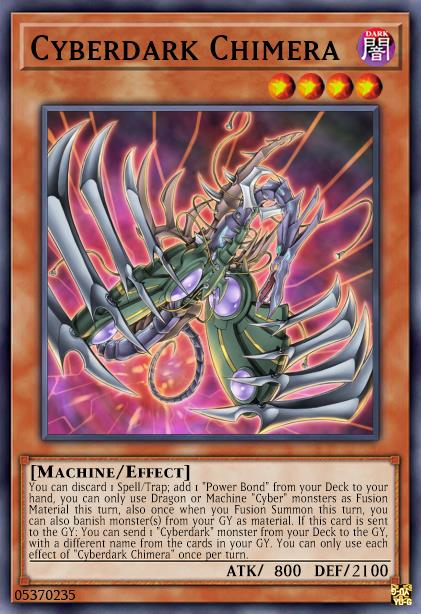 CYBERDARK CHIMERA
DARK
闇
[MACHINE/EFFECT]
You can discard 1 Spell/Trap; add 1 "Power Bond" from your Deck to your
hand, you can only use Dragon or Machine "Cyber" monsters as Fusion
Material this turn, also once when you Fusion Summon this turn, you
can also banish monster(s) from your GY as material. If this card is sent
to the GY: You can send 1 "Cyberdark" monster from your Deck to the GY,
with a different name from the cards in your GY. You can only use each
effect of "Cyberdark Chimera" once per turn.
ATK/ 800 DEF/2100
05370235